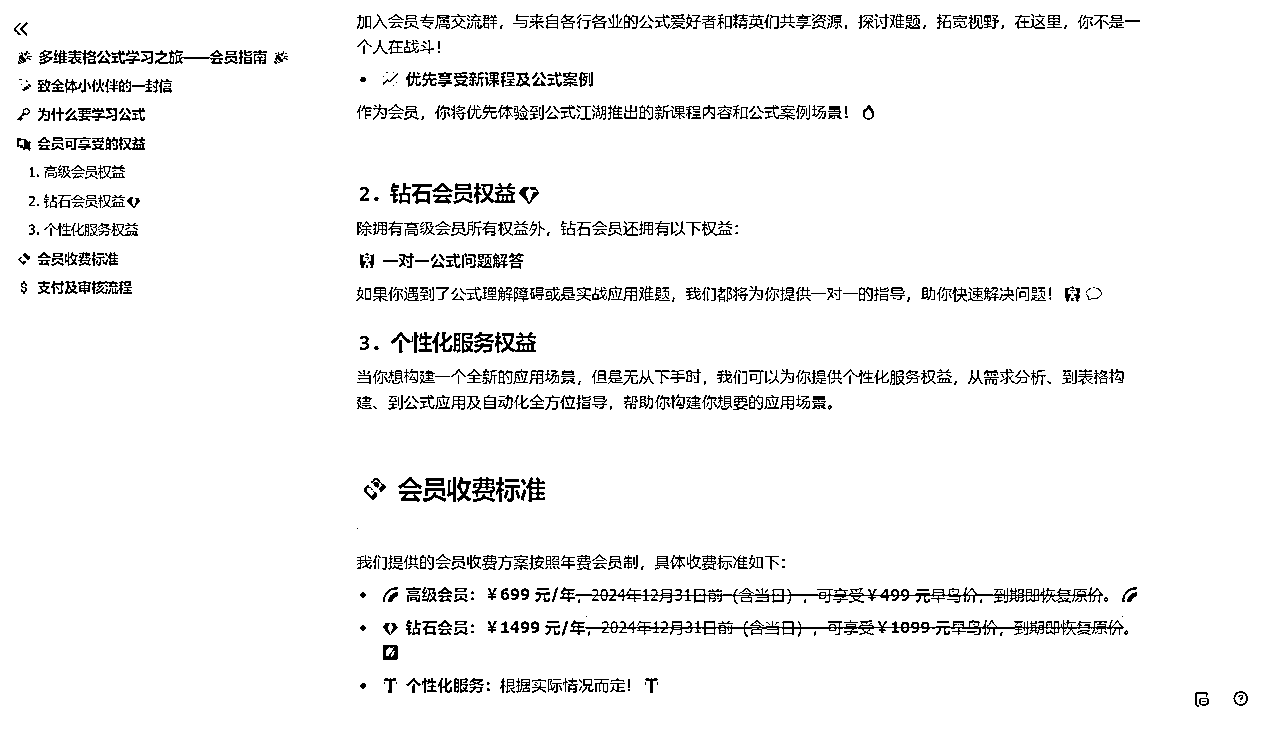 多维表格公式学习之旅——会员指南
致全体小伙伴的一封信
为什么要学习公式
会员可享受的权益
1. 高级会员权益
2. 钻石会员权益
3. 个性化服务权益
会员收费标准
支付及审核流程
加入会员专属交流群，与来自各行各业的公式爱好者和精英们共享资源，探讨难题，拓宽视野，在这里，你不是一
个人在战斗！
• 优先享受新课程及公式案例
作为会员，你将优先体验到公式江湖推出的新课程内容和公式案例场景！
2. 钻石会员权益
除拥有高级会员所有权益外，钻石会员还拥有以下权益：
一对一公式问题解答
如果你遇到了公式理解障碍或是实战应用难题，我们都将为你提供一对一的指导，助你快速解决问题！
3. 个性化服务权益
当你想构建一个全新的应用场景，但是无从下手时，我们可以为你提供个性化服务权益，从需求分析、到表格构
建、到公式应用及自动化全方位指导，帮助你构建你想要的应用场景。
会员收费标准
我们提供的会员收费方案按照年费会员制，具体收费标准如下：
• 高级会员：￥699 元/年，2024年12月31日前（含当日），可享受￥499 元早鸟价，到期即恢复原价。
• 钻石会员：￥1499 元/年，2024年12月31日前（含当日），可享受￥1099 元早鸟价，到期即恢复原价。
• 个性化服务：根据实际情况而定！